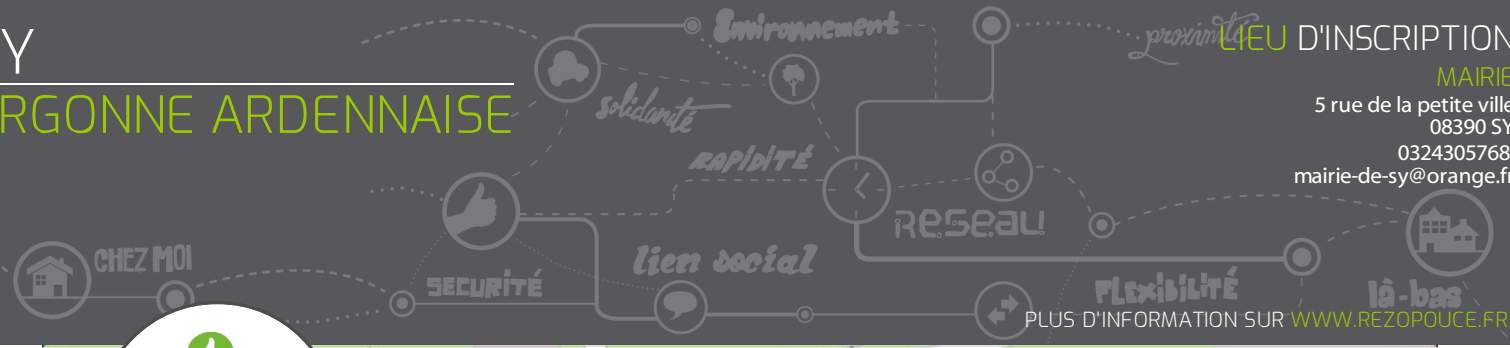 Y
RGONNE ARDENNAISE
Environnement
proximité
LIEU D'INSCRIPTION
MAIRIE
5 rue de la petite ville
08390 SY
0324305768
mairie-de-sy@orange.fr
solidarité
RAPIDITÉ
RESEAU
CHEZ MOI
SECURITÉ
lien social
FLEXIBILITÉ
là-bas
PLUS D'INFORMATION SUR WWW.REZOPOUCE.FR